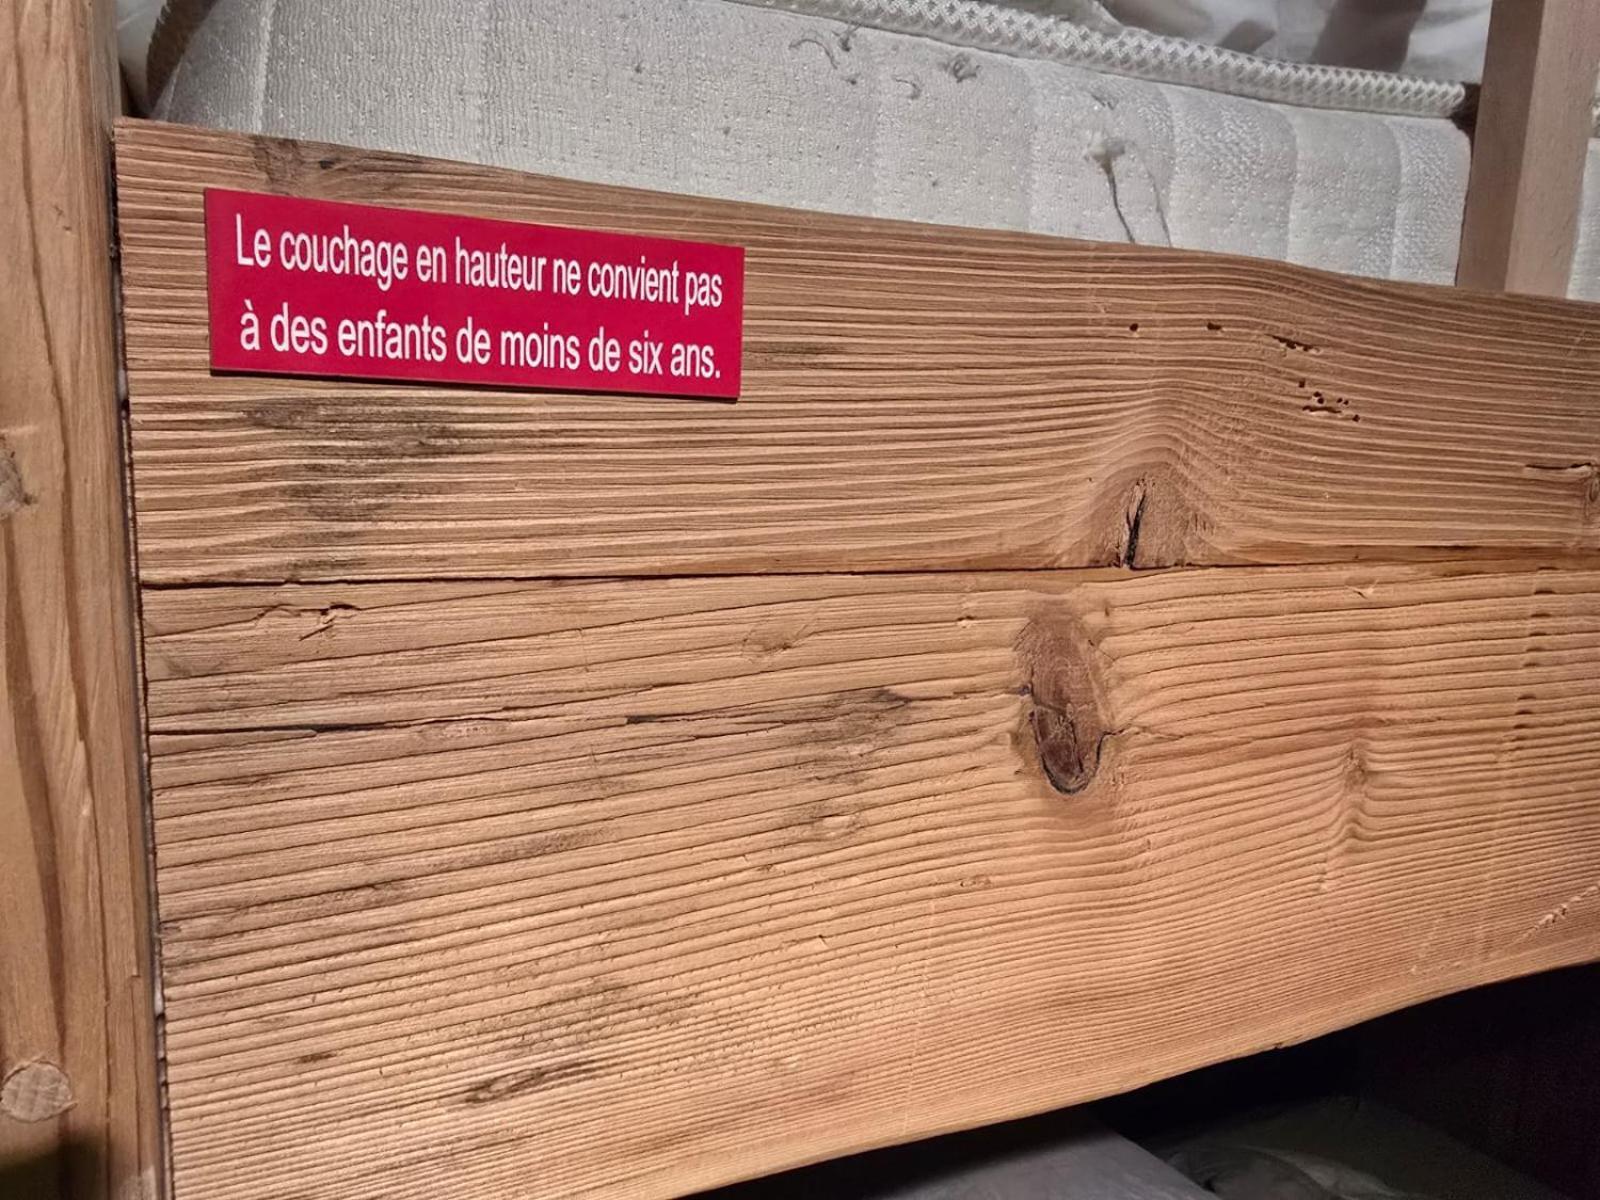 Le couchage en hauteur ne convient pas
à des enfants de moins de six ans.